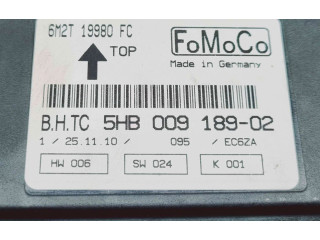 6M2T 19980 FC
TOP
FoMoCo
Made in Germany
B.H.TC 5HB 009 189-02
1 / 25.11.10 / 095 / EC6ZA
HW 006 SW 024 K 001